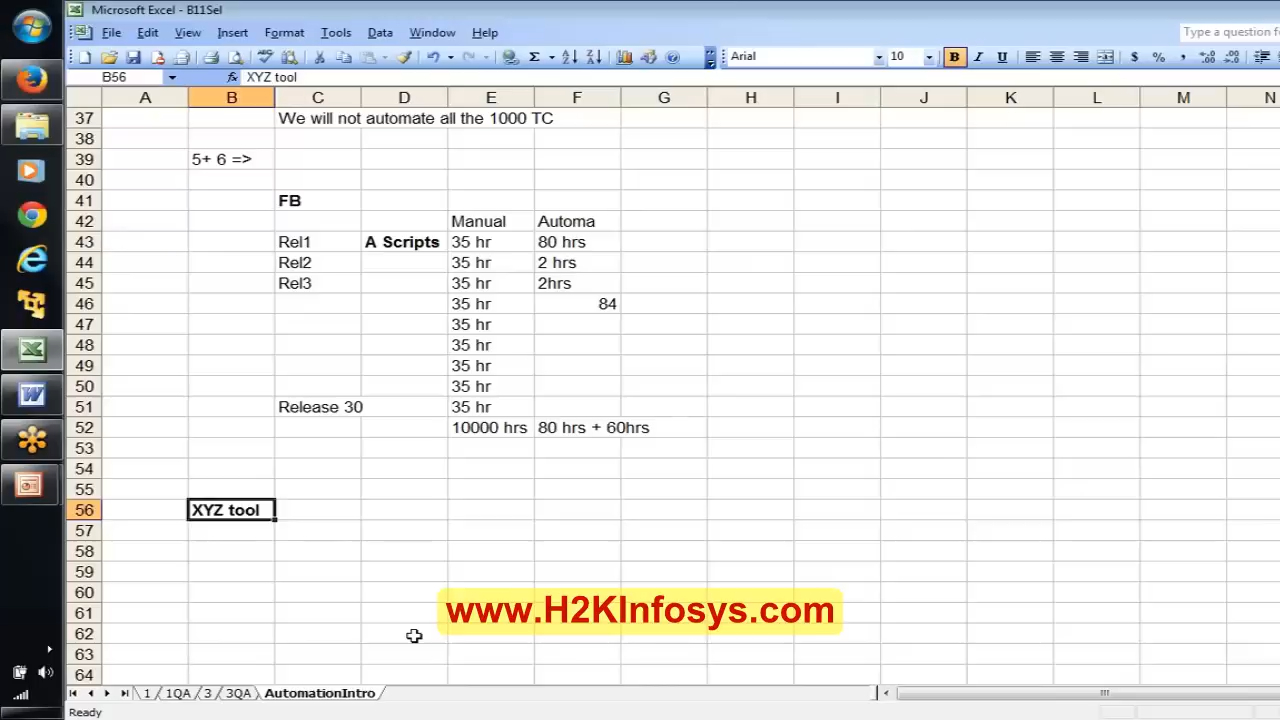 Microsoft Excel - B11Sel
File Edit View Insert Format Tools Data Window Help
Type a question f
Arial 10 B I U $ % ,
B56 fx XYZ tool
A B C D E F G H I J K L M N
37 We will not automate all the 1000 TC
38
39 5+ 6 =>
40
41 FB
42 Manual Automa
43 Rel1 A Scripts 35 hr 80 hrs
44 Rel2 35 hr 2 hrs
45 Rel3 35 hr 2hrs
46 35 hr 84
47 35 hr
48 35 hr
49 35 hr
50 35 hr
51 Release 30 35 hr
52 10000 hrs 80 hrs + 60hrs
53
54
55
56 XYZ tool
57
58
59
60
61
www.H2KInfosys.com
62
63
64
1 1QA 3 3QA AutomationIntro
Ready